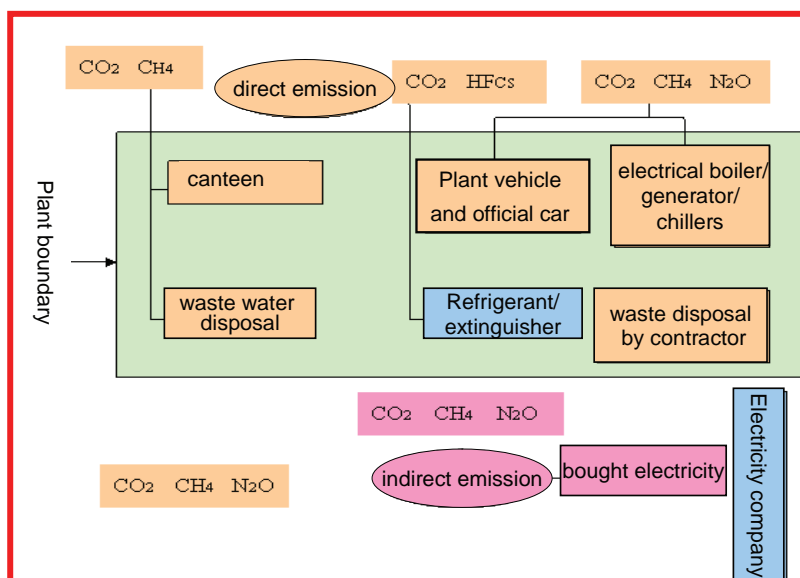 CO2 CH4
direct emission
CO2 HFCs
CO2 CH4 N2O
Plant boundary
canteen
Plant vehicle
and official car
electrical boiler/
generator/
chillers
waste water
disposal
Refrigerant/
extinguisher
waste disposal
by contractor
CO2 CH4 N2O
indirect emission
bought electricity
Electricity company
CO2 CH4 N2O